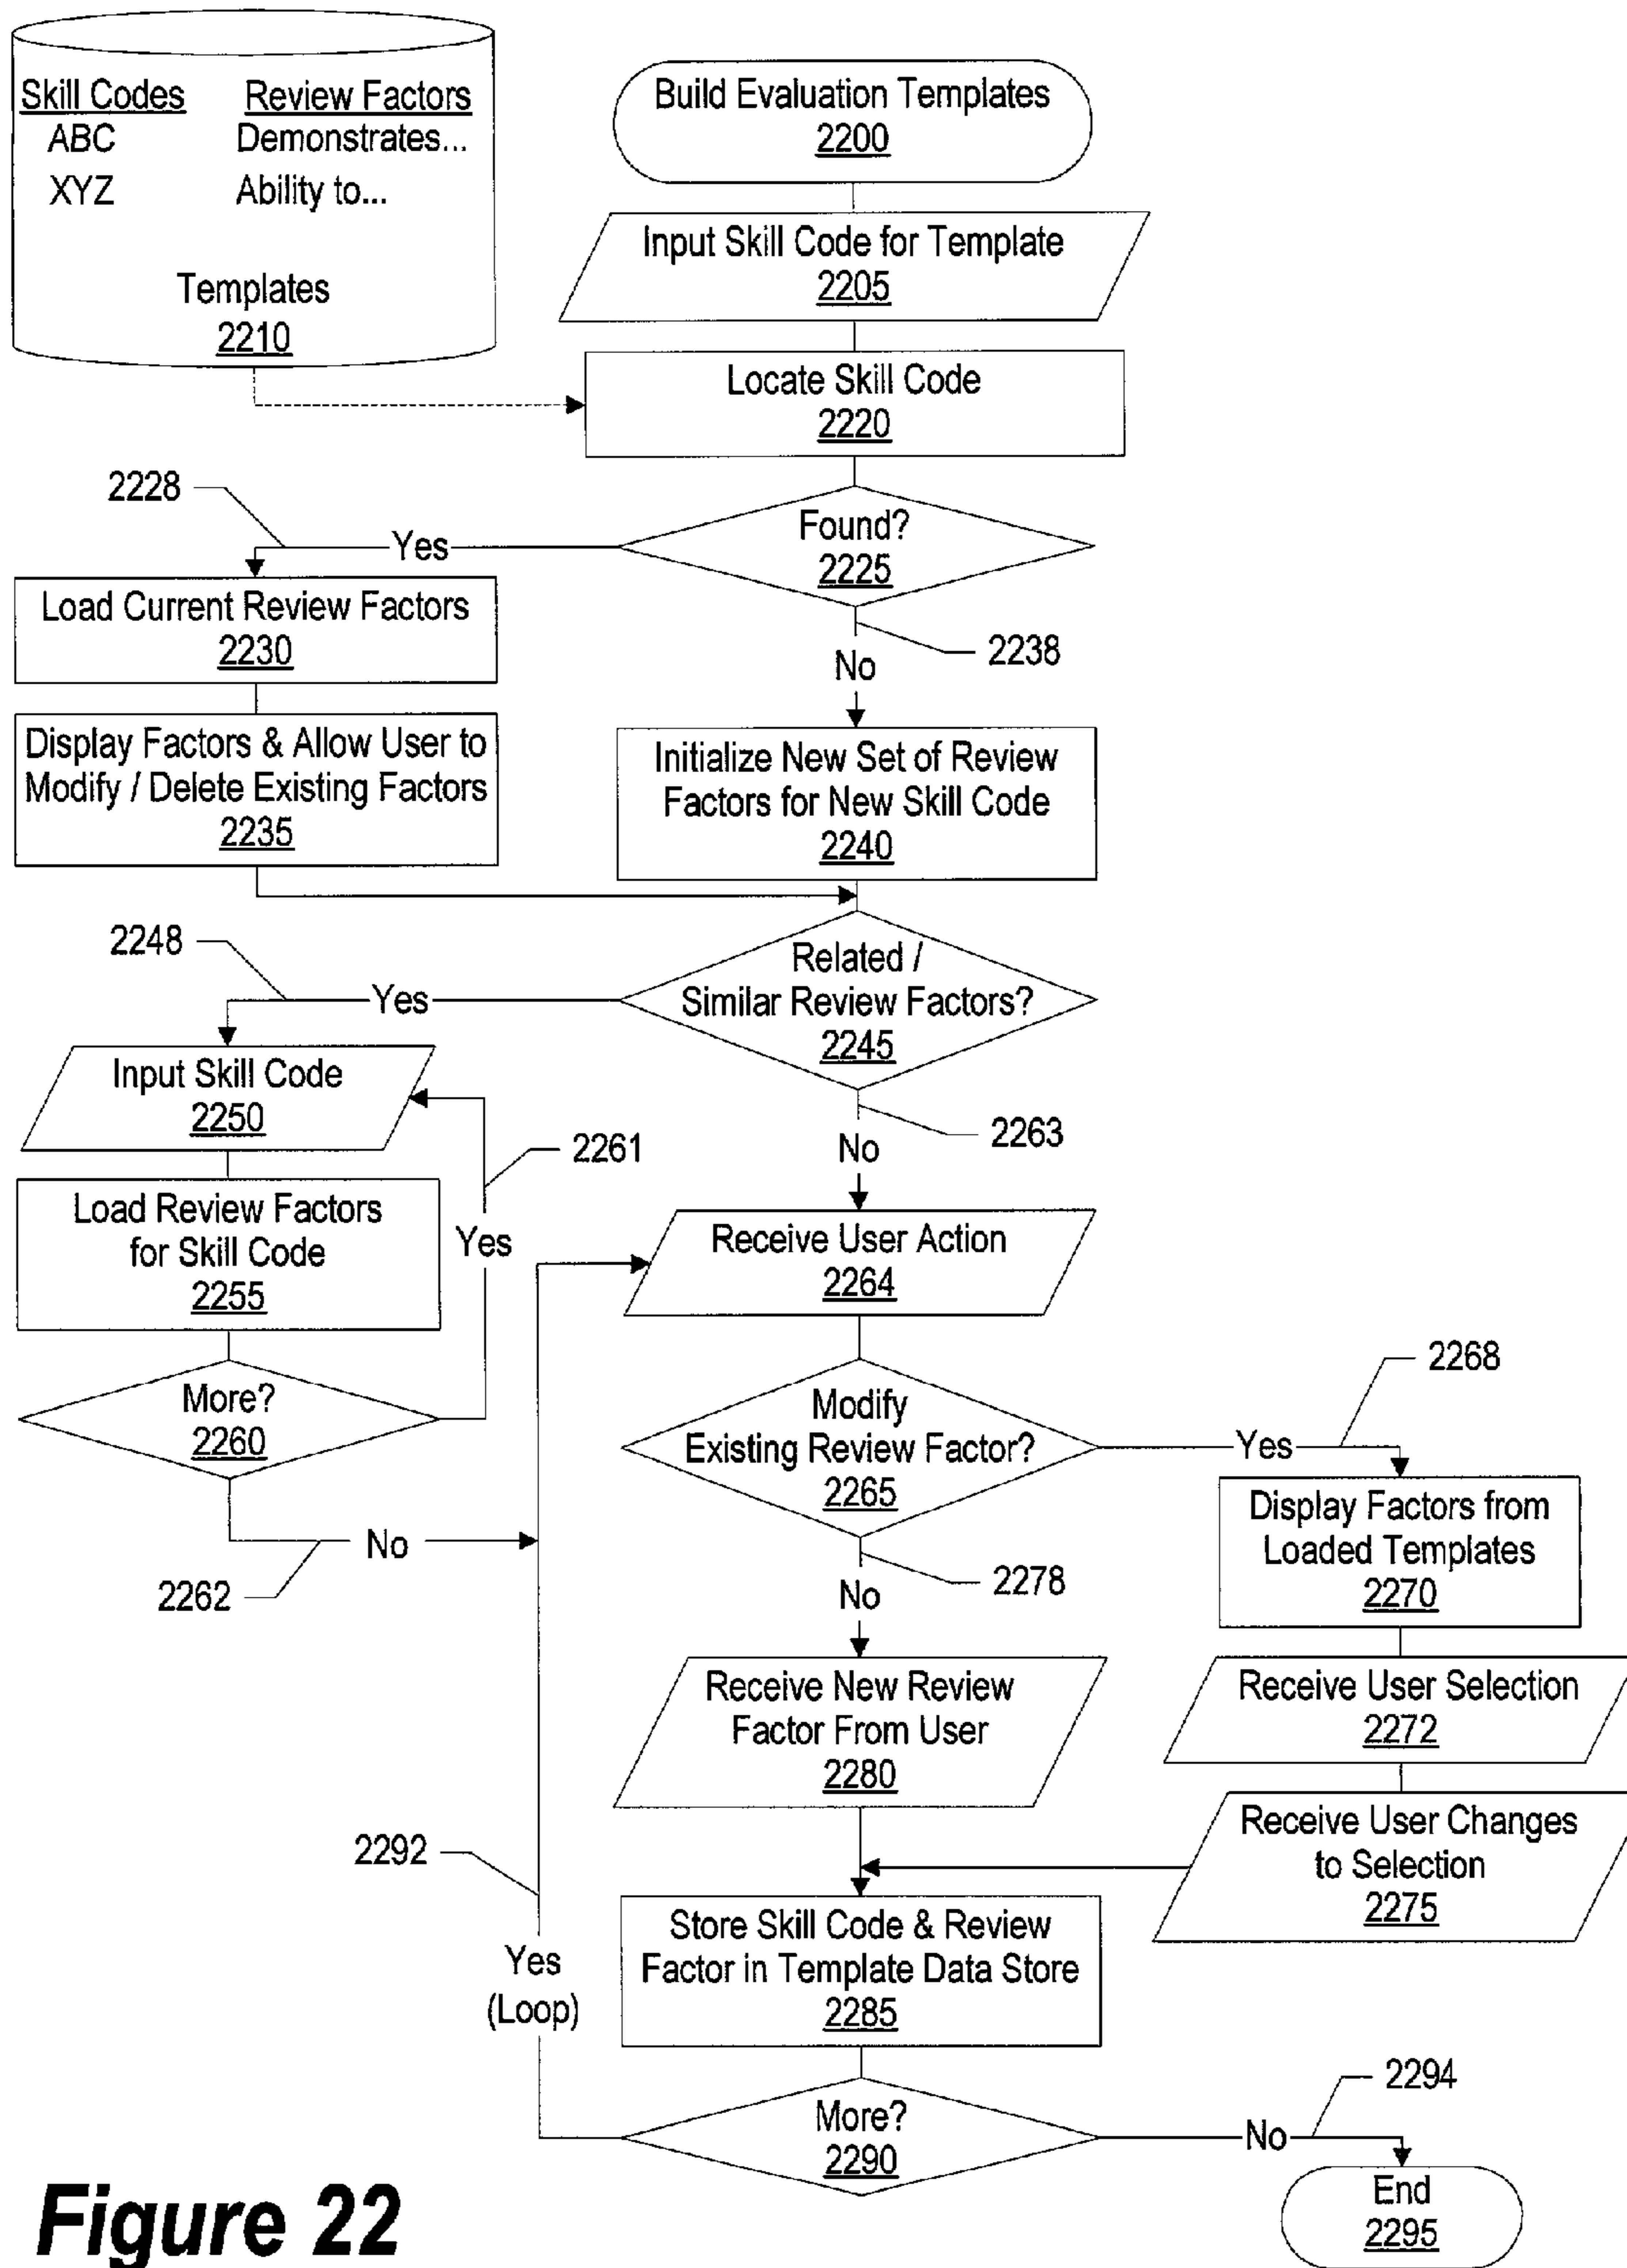 Skill Codes Review Factors
ABC Demonstrates...
XYZ Ability to...
Templates
2210
Build Evaluation Templates
2200
Input Skill Code for Template
2205
Locate Skill Code
2220
2228
Yes
Found?
2225
2238
No
Load Current Review Factors
2230
Display Factors & Allow User to
Modify / Delete Existing Factors
2235
Initialize New Set of Review
Factors for New Skill Code
2240
2248
Yes
Related /
Similar Review Factors?
2245
2263
No
Input Skill Code
2250
2261
Yes
Load Review Factors
for Skill Code
2255
More?
2260
No
2262
Receive User Action
2264
Modify
Existing Review Factor?
2265
2268
Yes
2278
No
Display Factors from
Loaded Templates
2270
Receive User Selection
2272
Receive User Changes
to Selection
2275
Receive New Review
Factor From User
2280
2292
Yes
(Loop)
Store Skill Code & Review
Factor in Template Data Store
2285
More?
2290
2294
No
End
2295
Figure 22